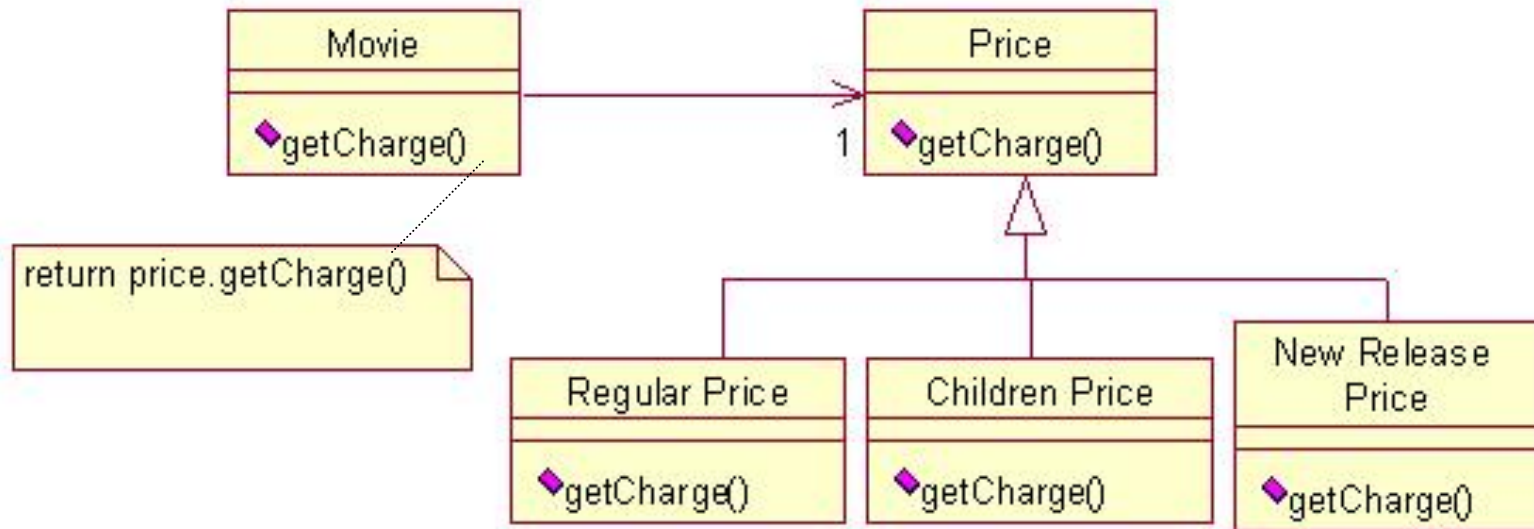 Movie
getCharge()
Price
1
getCharge()
return price.getCharge()
Regular Price
getCharge()
Children Price
getCharge()
New Release
Price
getCharge()